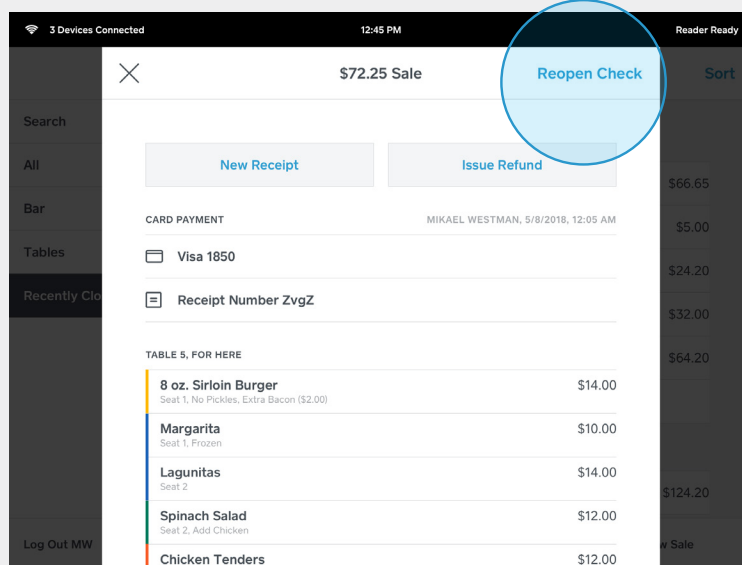 3 Devices Connected
12:45 PM
Reader Ready
$72.25 Sale
Reopen Check
Sort
Search
All
Bar
Tables
Recently Clo
New Receipt
Issue Refund
CARD PAYMENT
MIKAEL WESTMAN, 5/8/2018, 12:05 AM
Visa 1850
Receipt Number ZvgZ
TABLE 5, FOR HERE
8 oz. Sirloin Burger
$14.00
Seat 1, No Pickles, Extra Bacon ($2.00)
Margarita
$10.00
Seat 1, Frozen
Lagunitas
$14.00
Seat 2
Spinach Salad
$12.00
Seat 2, Add Chicken
Chicken Tenders
$12.00
$66.65
$5.00
$24.20
$32.00
$64.20
$124.20
Log Out MW
w Sale